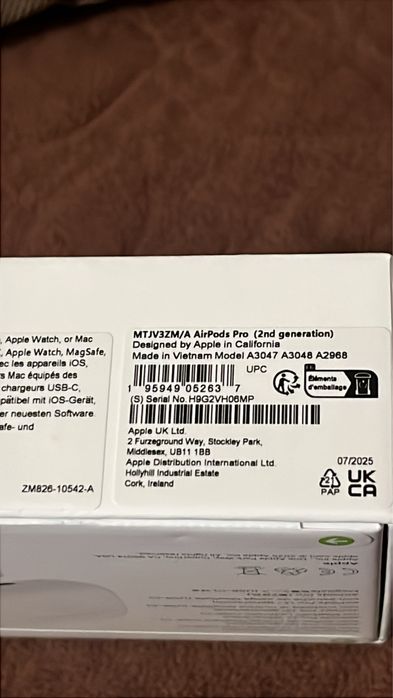 , Apple Watch, or Mac
, Apple Watch, MagSafe,
ec les appareils iOS,
s Mac équipés des
chargeurs USB-C,
patibel mit iOS-Gerät,
er neuesten Software
afe- und
ZM826-10542-A
MTJV3ZM/A AirPods Pro (2nd generation)
Designed by Apple in California
Made in Vietnam Model A3047 A3048 A2968
UPC
1 95949 05263 7
(S) Serial No. H9G2VH06MP
Éléments
d'emballage
Apple UK Ltd.
2 Furzeground Way, Stockley Park,
Middlesex, UB11 1BB
Apple Distribution International Ltd.
Hollyhill Industrial Estate
Cork, Ireland
07/2025
21
PAP
UK
CA